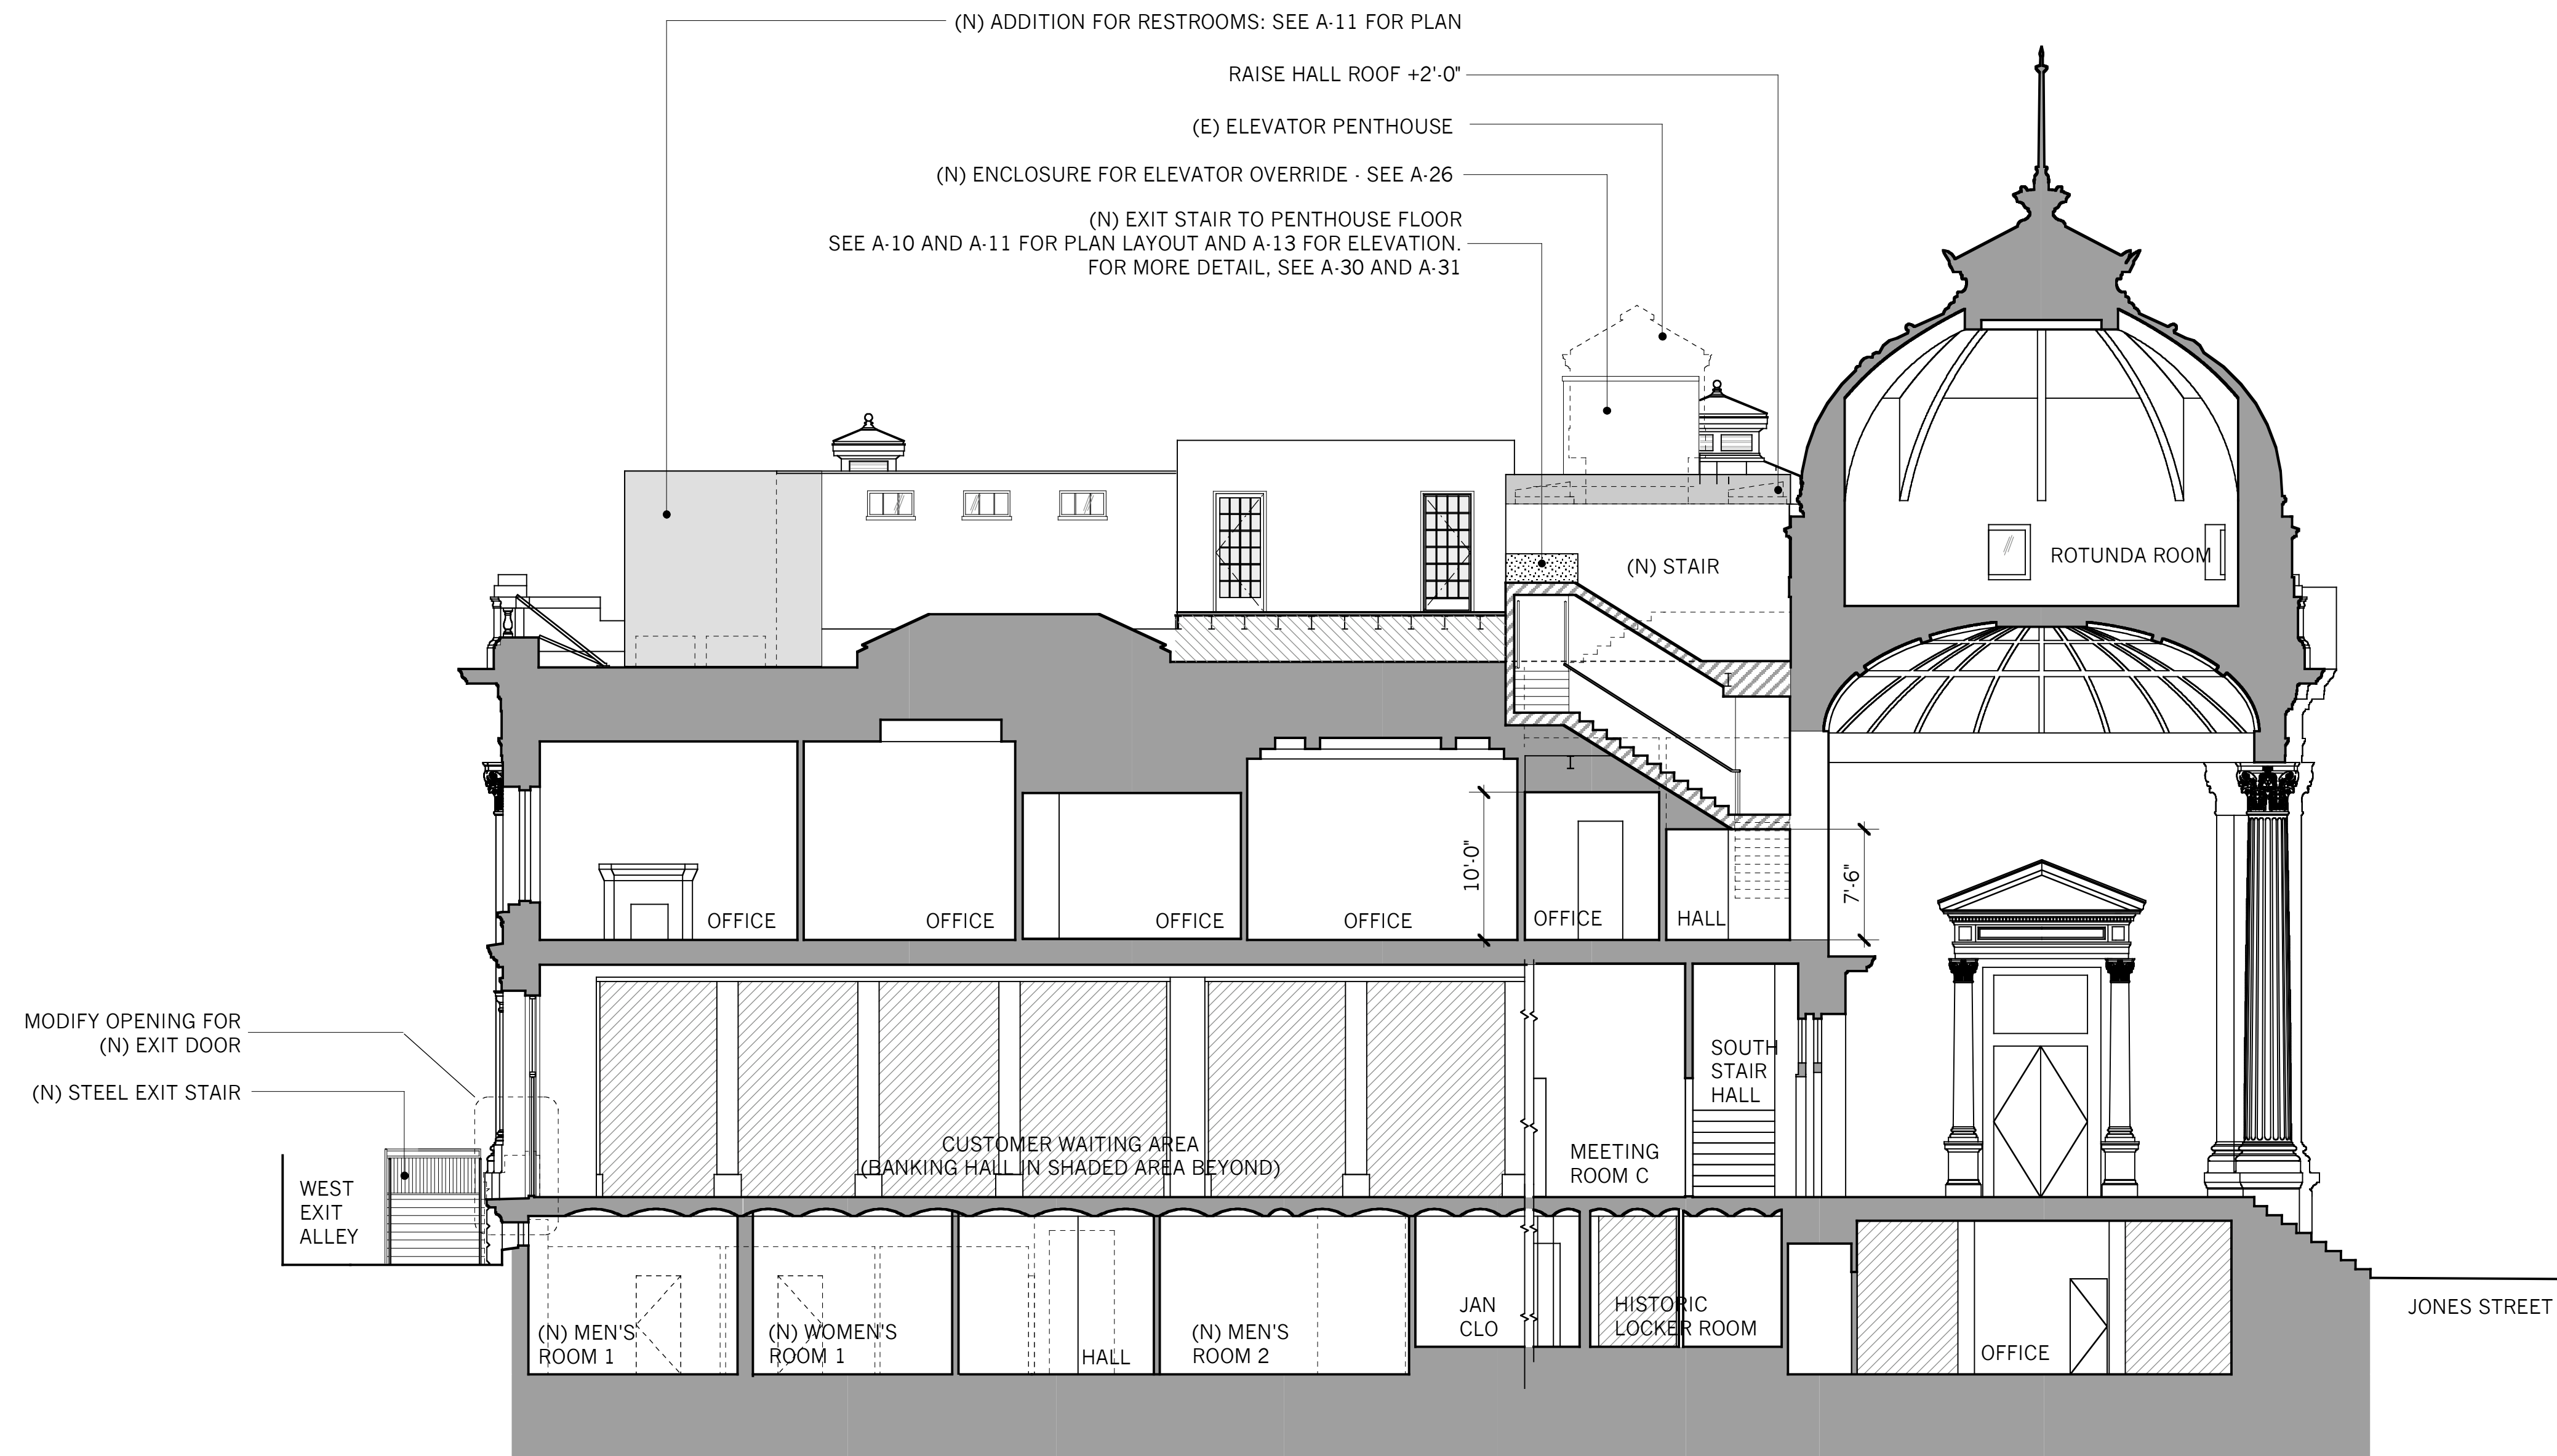 (N) ADDITION FOR RESTROOMS: SEE A-11 FOR PLAN
RAISE HALL ROOF +2'-0"
(E) ELEVATOR PENTHOUSE
(N) ENCLOSURE FOR ELEVATOR OVERRIDE - SEE A-26
(N) EXIT STAIR TO PENTHOUSE FLOOR
SEE A-10 AND A-11 FOR PLAN LAYOUT AND A-13 FOR ELEVATION.
FOR MORE DETAIL, SEE A-30 AND A-31
(N) STAIR
ROTUNDA ROOM
OFFICE
OFFICE
OFFICE
OFFICE
10'-0"
OFFICE
HALL
7'-6"
MODIFY OPENING FOR
(N) EXIT DOOR
(N) STEEL EXIT STAIR
WEST
EXIT
ALLEY
CUSTOMER WAITING AREA
(BANKING HALL IN SHADED AREA BEYOND)
MEETING
ROOM C
SOUTH
STAIR
HALL
(N) MEN'S
ROOM 1
(N) WOMEN'S
ROOM 1
HALL
(N) MEN'S
ROOM 2
JAN
CLO
HISTORIC
LOCKER ROOM
OFFICE
JONES STREET